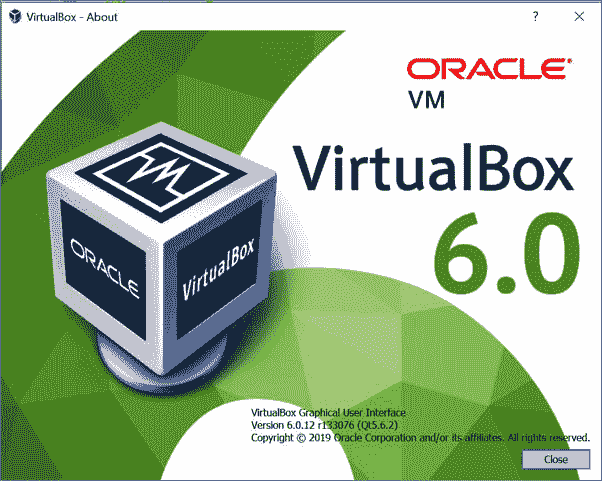 VirtualBox - About
ORACLE
VM
VirtualBox
6.0
ORACLE
VirtualBox
VirtualBox Graphical User Interface
Version 6.0.12 r133076 (Qt5.6.2)
Copyright © 2019 Oracle Corporation and/or its affiliates. All rights reserved.
Close